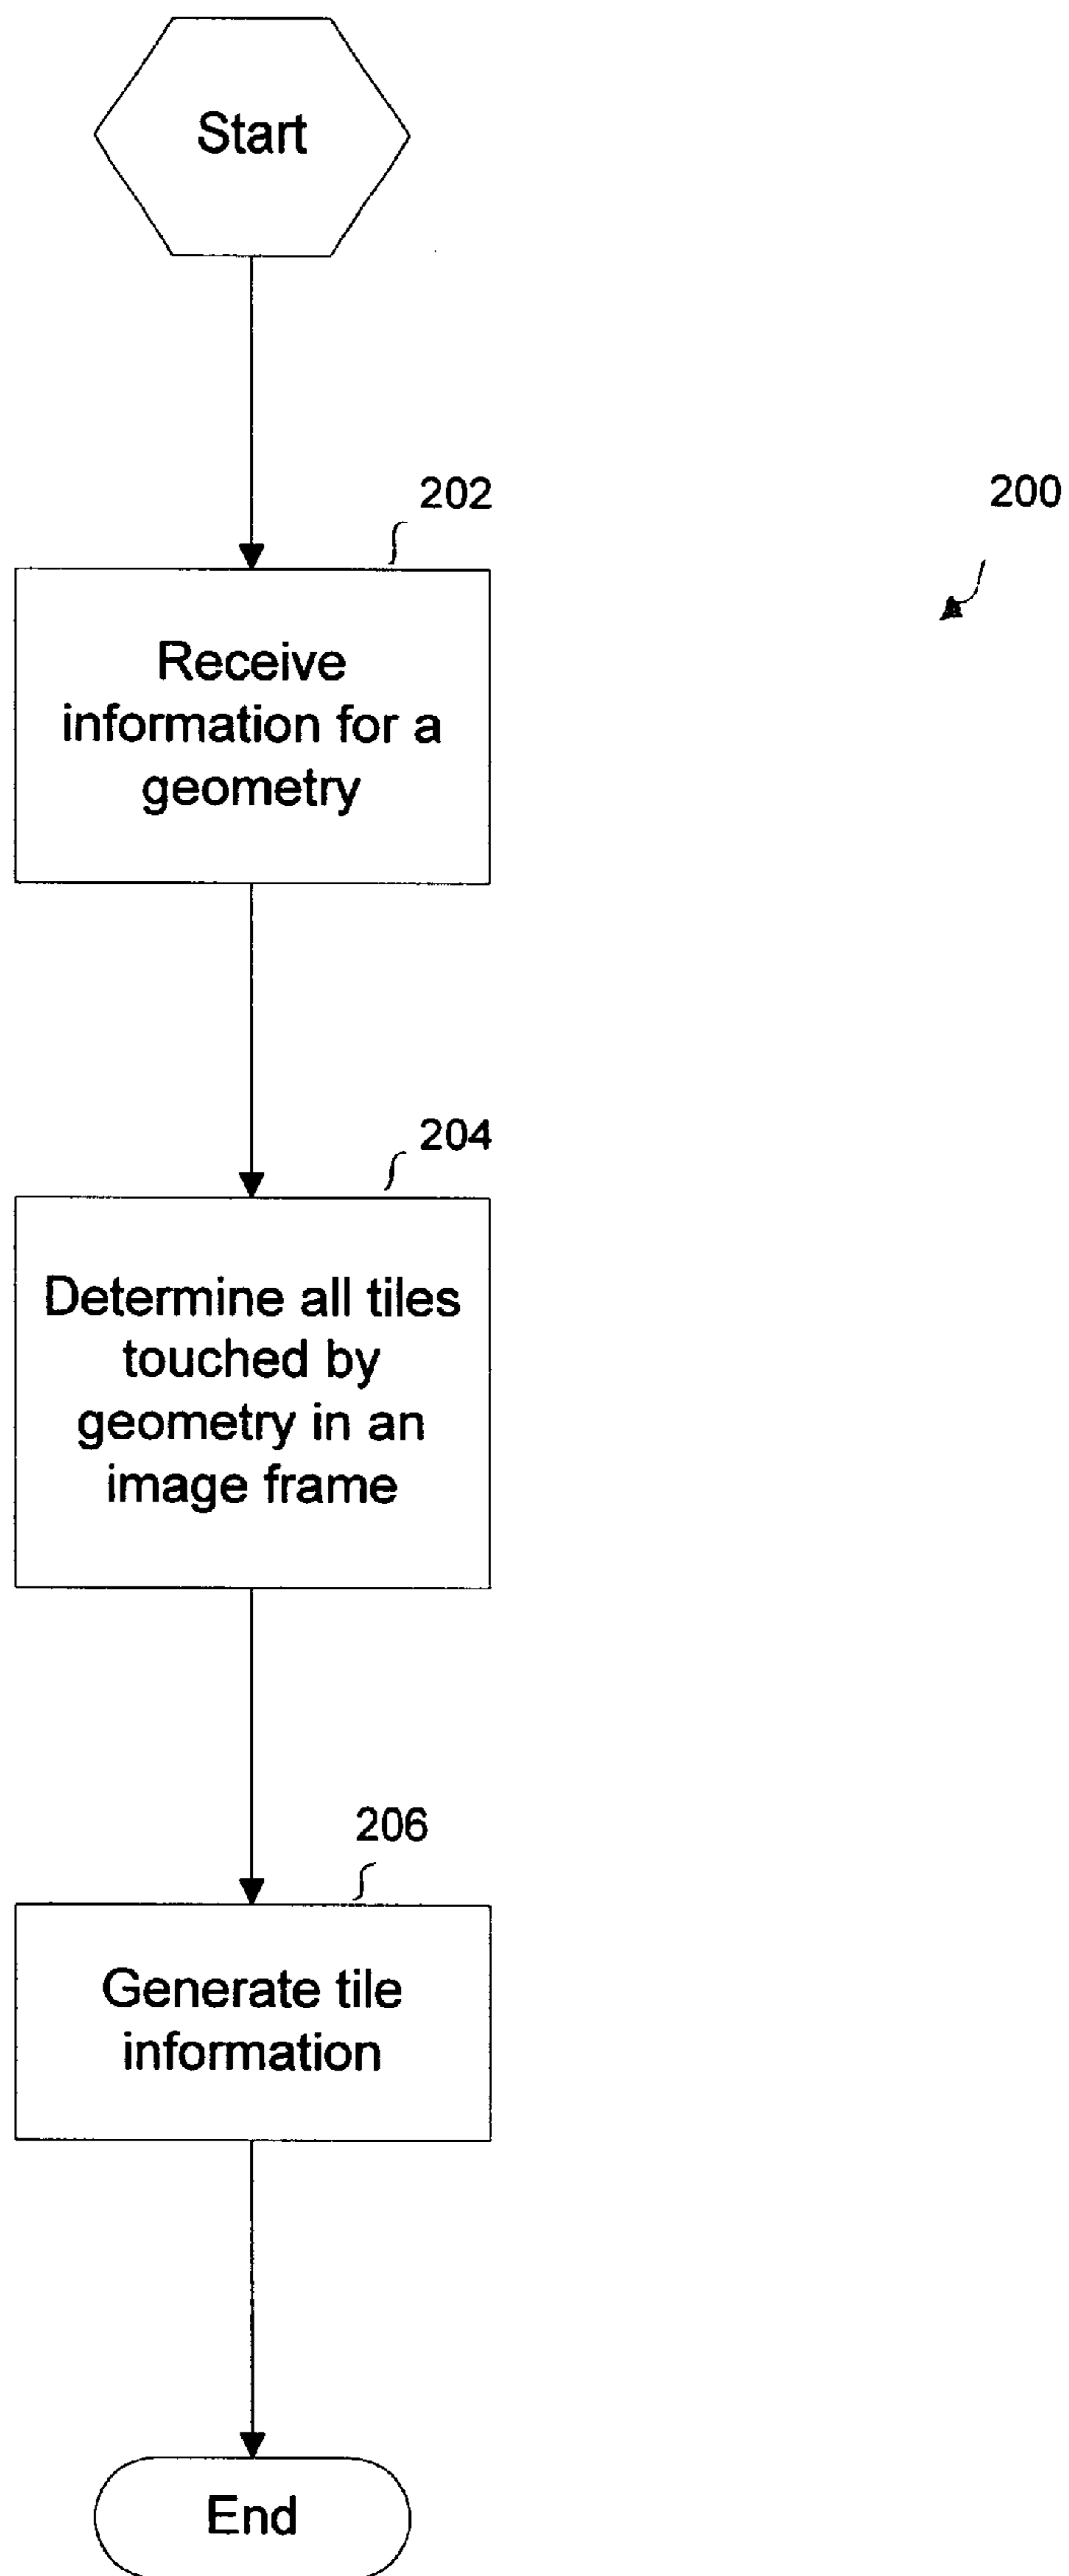 Start
202
200
Receive
information for a
geometry
204
Determine all tiles
touched by
geometry in an
image frame
206
Generate tile
information
End